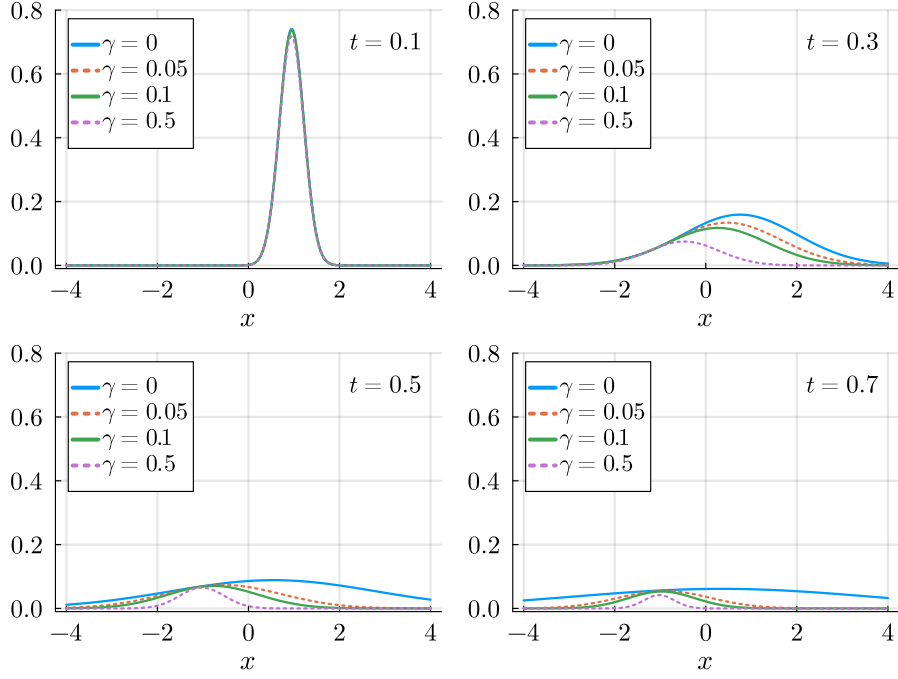 0.8
0.6
0.4
0.2
0.0
γ = 0
γ = 0.05
γ = 0.1
γ = 0.5
t = 0.1
−4 −2 0 2 4
x
0.8
0.6
0.4
0.2
0.0
γ = 0
γ = 0.05
γ = 0.1
γ = 0.5
t = 0.3
−4 −2 0 2 4
x
0.8
0.6
0.4
0.2
0.0
γ = 0
γ = 0.05
γ = 0.1
γ = 0.5
t = 0.5
−4 −2 0 2 4
x
0.8
0.6
0.4
0.2
0.0
γ = 0
γ = 0.05
γ = 0.1
γ = 0.5
t = 0.7
−4 −2 0 2 4
x